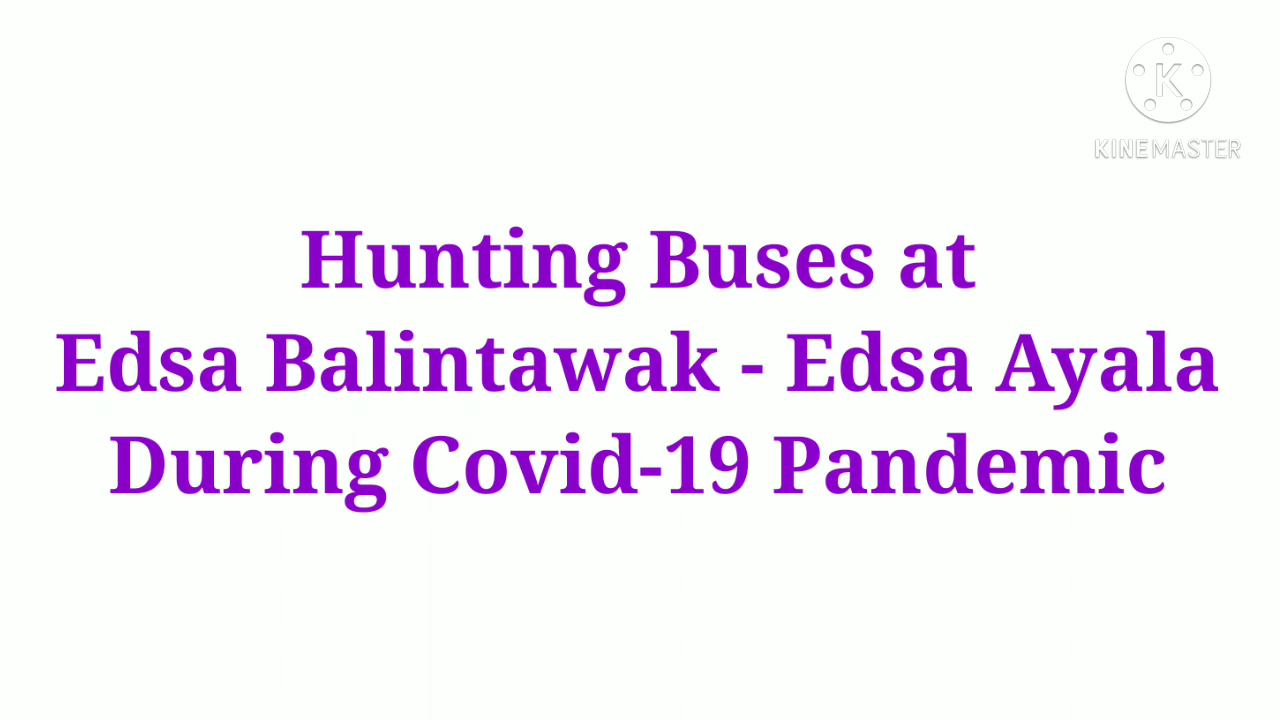 K
KINEMASTER
Hunting Buses at
Edsa Balintawak - Edsa Ayala
During Covid-19 Pandemic